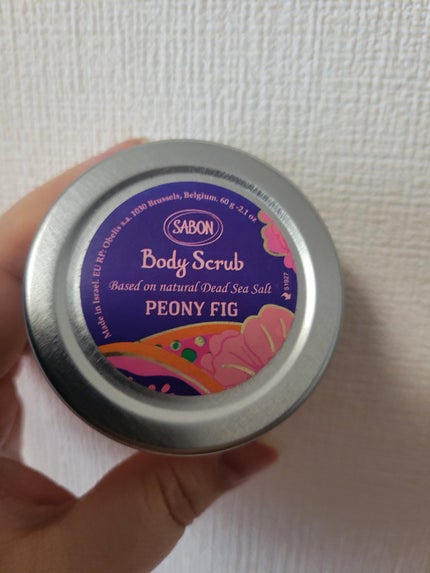 Made in Israel. EU RP: Obelis s.a. 1030 Brussels, Belgium. 60 g - 2.1 oz
SABON
Body Scrub
Based on natural Dead Sea Salt
PEONY FIG
51927